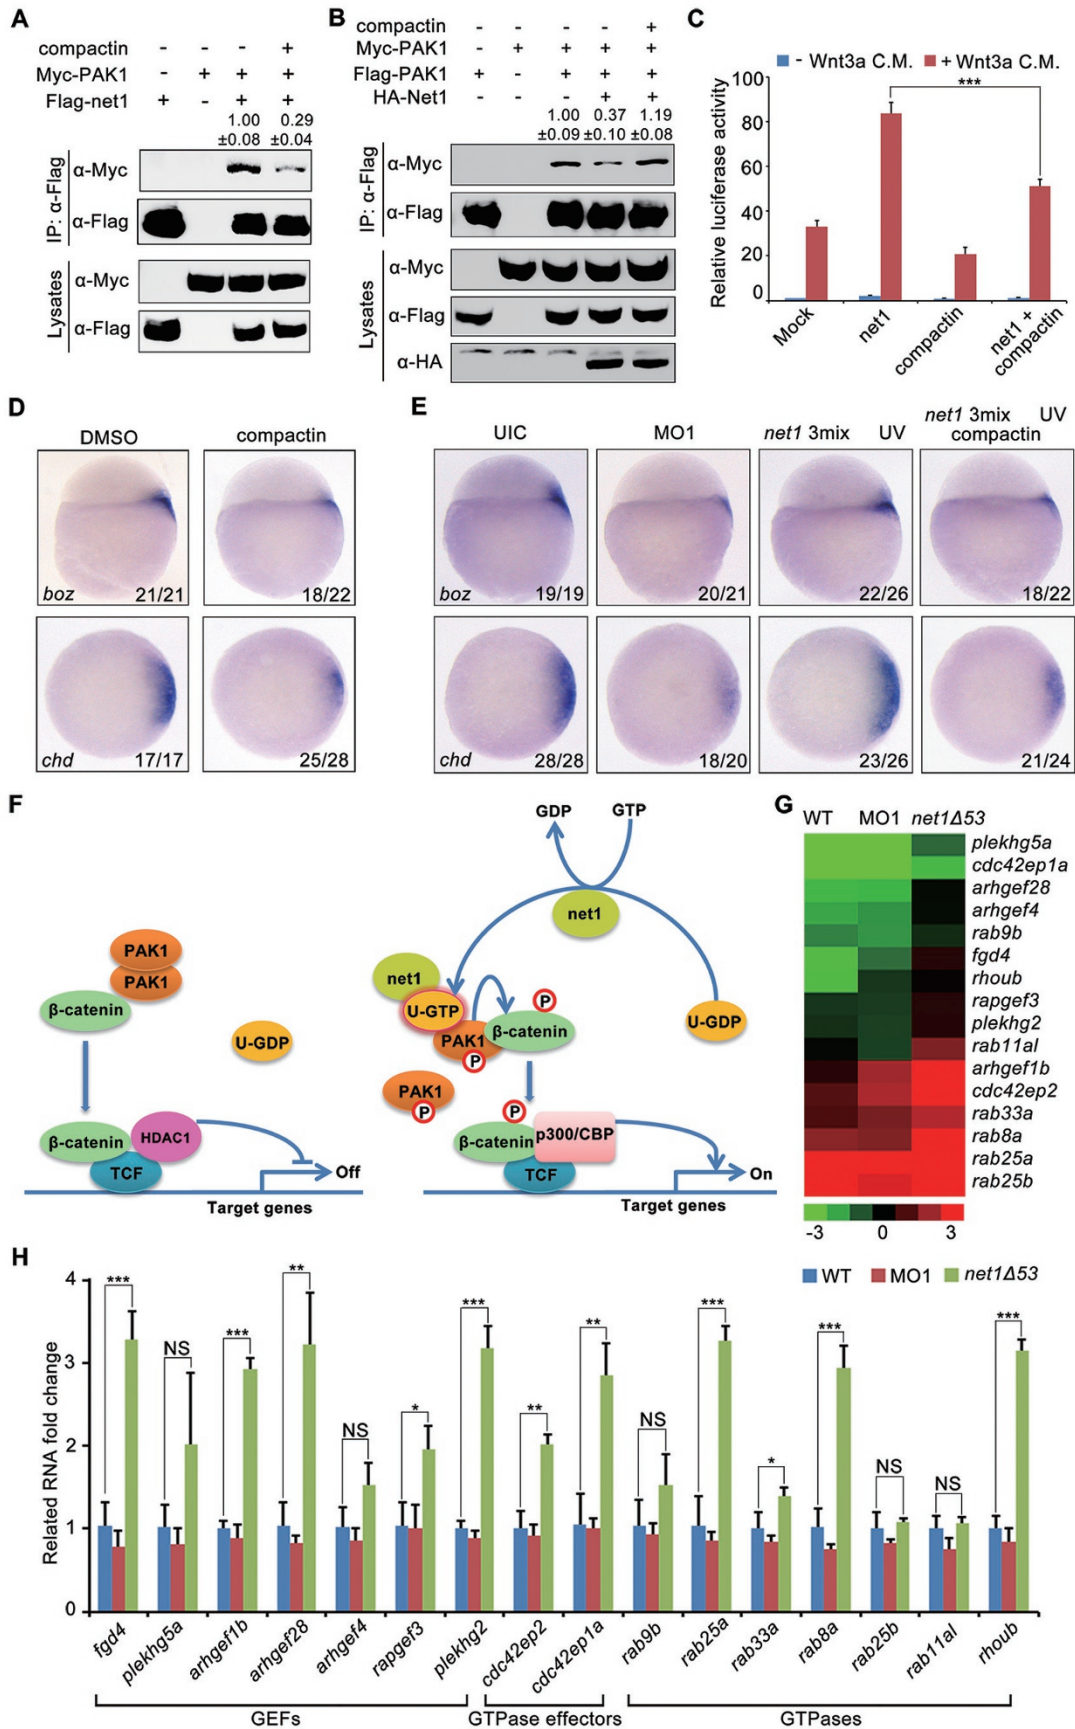 A
compactin - - - +
Myc-PAK1 - + + +
Flag-net1 + - + +
1.00 0.29
±0.08 ±0.04
IP: α-Flag
α-Myc
α-Flag
Lysates
α-Myc
α-Flag
B
compactin - - - - +
Myc-PAK1 - + + + +
Flag-PAK1 + - + + +
HA-Net1 - - - + +
1.00 0.37 1.19
±0.09 ±0.10 ±0.08
IP: α-Flag
α-Myc
α-Flag
Lysates
α-Myc
α-Flag
α-HA
C
- Wnt3a C.M. + Wnt3a C.M.
***
Relative luciferase activity
100
80
60
40
20
0
Mock
net1
compactin
net1 + compactin
D
DMSO compactin
boz 21/21 18/22
chd 17/17 25/28
E
UIC MO1 net1 3mix UV net1 3mix UV
compactin
boz 19/19 20/21 22/26 18/22
chd 28/28 18/20 23/26 21/24
F
PAK1
PAK1
β-catenin
U-GDP
β-catenin
HDAC1
TCF
Off
Target genes
GDP GTP
net1
net1
U-GTP
P
β-catenin
PAK1
P
U-GDP
PAK1
P
P
β-catenin
p300/CBP
TCF
On
Target genes
G
WT MO1 net1Δ53
plekhg5a
cdc42ep1a
arhgef28
arhgef4
rab9b
fgd4
rhoub
rapgef3
plekhg2
rab11al
arhgef1b
cdc42ep2
rab33a
rab8a
rab25a
rab25b
-3 0 3
H
WT MO1 net1Δ53
Related RNA fold change
4
3
2
1
0
*** NS *** ** NS * *** ** ** NS *** * *** NS NS ***
fgd4
plekhg5a
arhgef1b
arhgef28
arhgef4
rapgef3
plekhg2
cdc42ep2
cdc42ep1a
rab9b
rab25a
rab33a
rab8a
rab25b
rab11al
rhoub
GEFs GTPase effectors GTPases